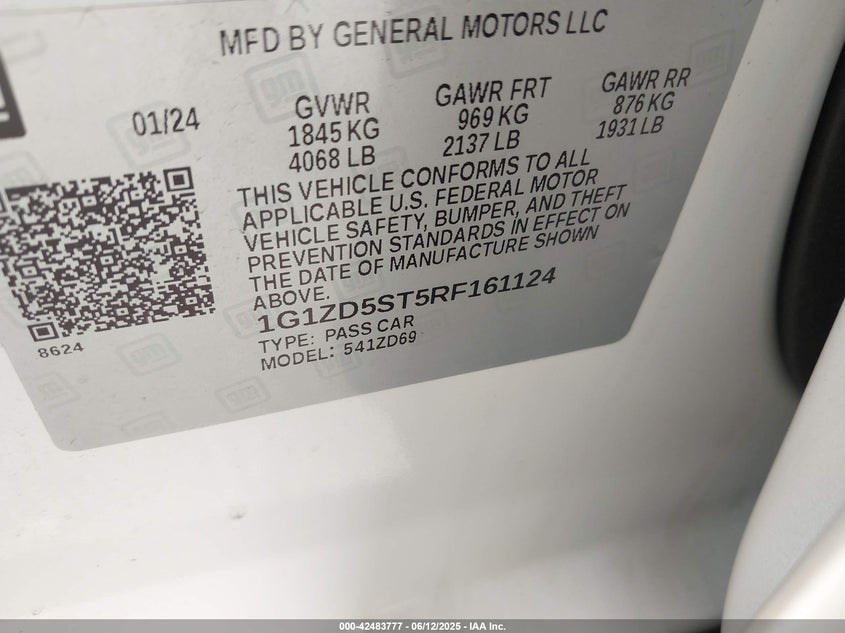 MFD BY GENERAL MOTORS LLC
01/24
GVWR
1845 KG
4068 LB
GAWR FRT
969 KG
2137 LB
GAWR RR
876 KG
1931 LB
THIS VEHICLE CONFORMS TO ALL
APPLICABLE U.S. FEDERAL MOTOR
VEHICLE SAFETY, BUMPER, AND THEFT
PREVENTION STANDARDS IN EFFECT ON
THE DATE OF MANUFACTURE SHOWN
ABOVE.
1G1ZD5ST5RF161124
TYPE: PASS CAR
MODEL: 541ZD69
8624
gm
000-42483777 - 06/12/2025 - IAA Inc.